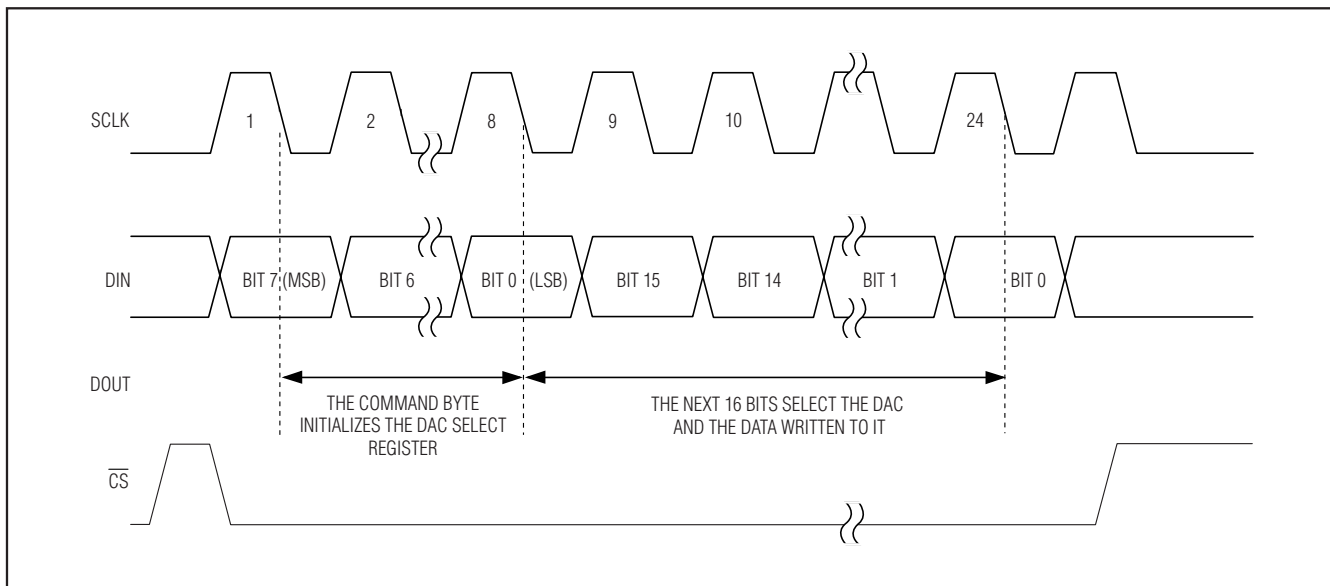 SCLK 1 2 8 9 10 24
DIN BIT 7 (MSB) BIT 6 BIT 0 (LSB) BIT 15 BIT 14 BIT 1 BIT 0
DOUT
THE COMMAND BYTE
INITIALIZES THE DAC SELECT
REGISTER
THE NEXT 16 BITS SELECT THE DAC
AND THE DATA WRITTEN TO IT
CS